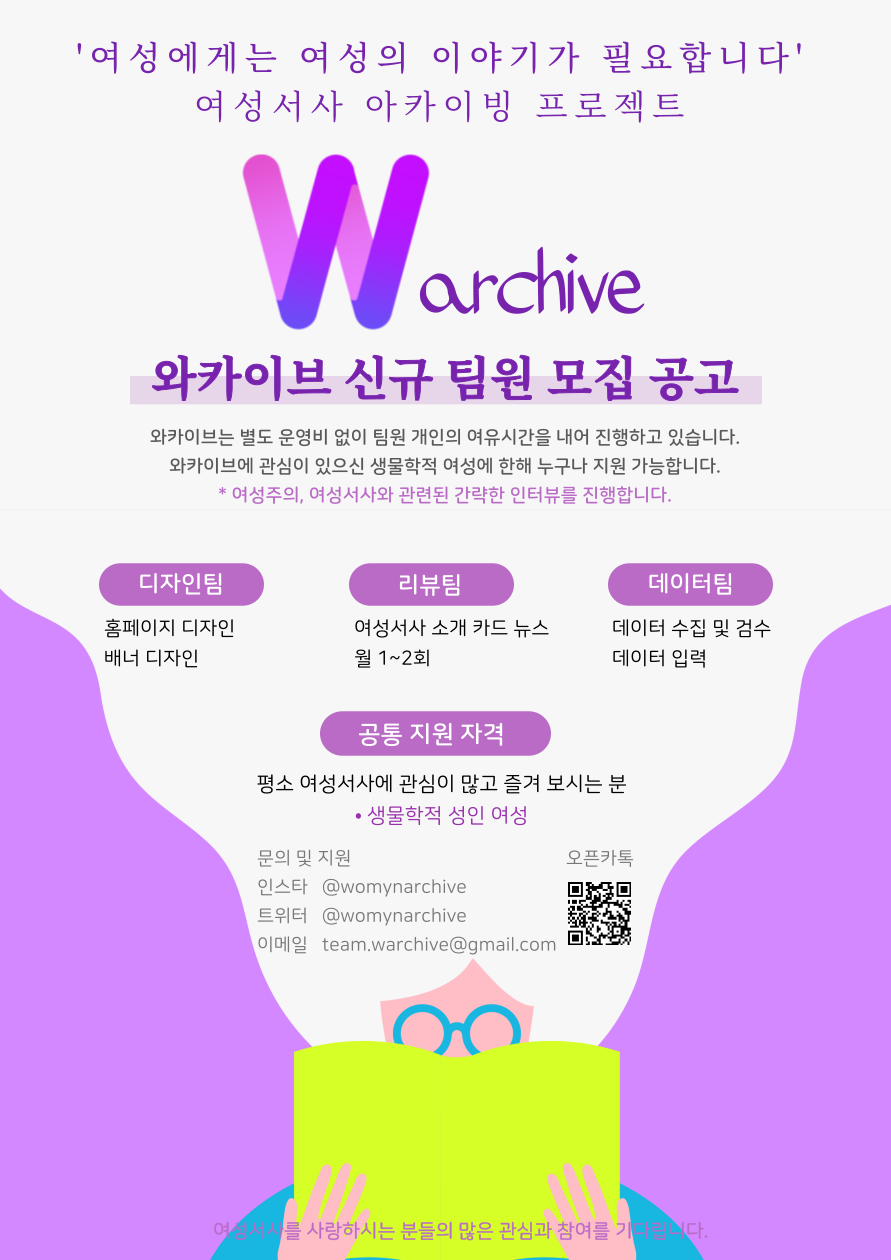 '여성에게는 여성의 이야기가 필요합니다'
여성서사 아카이빙 프로젝트
W archive
와카이브 신규 팀원 모집 공고
와카이브는 별도 운영비 없이 팀원 개인의 여유시간을 내어 진행하고 있습니다.
와카이브에 관심이 있으신 생물학적 여성에 한해 누구나 지원 가능합니다.
* 여성주의, 여성서사와 관련된 간략한 인터뷰를 진행합니다.
디자인팀
홈페이지 디자인
배너 디자인
리뷰팀
여성서사 소개 카드 뉴스
월 1~2회
데이터팀
데이터 수집 및 검수
데이터 입력
공통 지원 자격
평소 여성서사에 관심이 많고 즐겨 보시는 분
• 생물학적 성인 여성
문의 및 지원
인스타 @womynarchive
트위터 @womynarchive
이메일 team.warchive@gmail.com
오픈카톡
여성서사를 사랑하시는 분들의 많은 관심과 참여를 기다립니다.